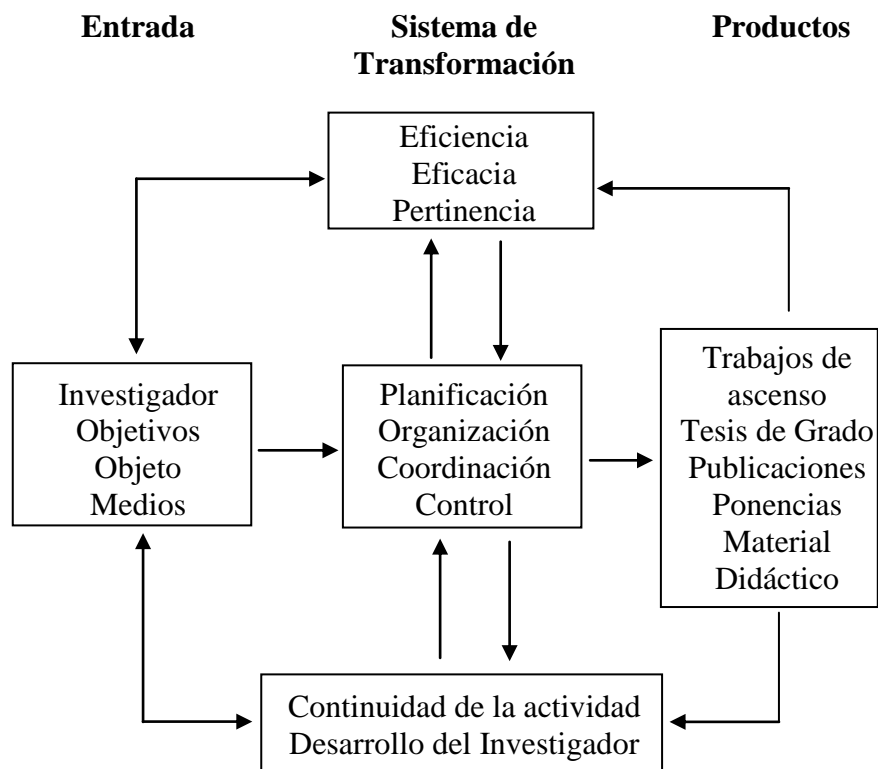 Entrada
Sistema de
Transformación
Productos
Eficiencia
Eficacia
Pertinencia
Investigador
Objetivos
Objeto
Medios
Planificación
Organización
Coordinación
Control
Trabajos de
ascenso
Tesis de Grado
Publicaciones
Ponencias
Material
Didáctico
Continuidad de la actividad
Desarrollo del Investigador